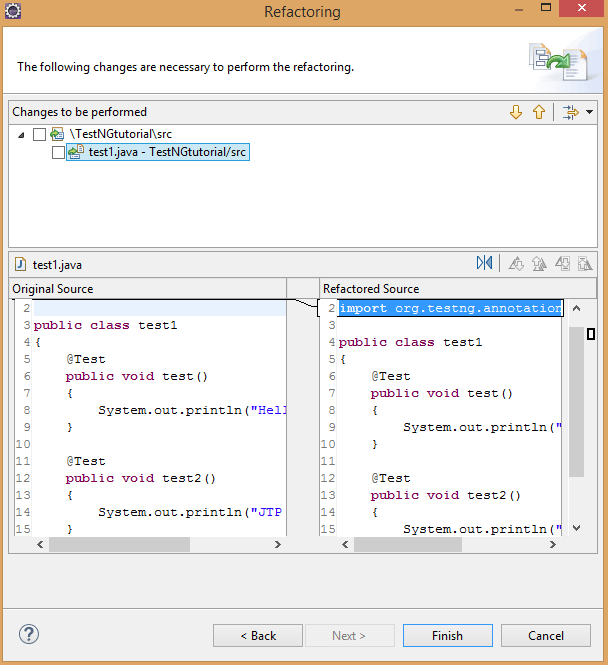 Refactoring
The following changes are necessary to perform the refactoring.
Changes to be performed
\TestNGtutorial\src
test1.java - TestNGtutorial/src
test1.java
Original Source
2
3 public class test1
4 {
5 @Test
6 public void test()
7 {
8 System.out.println("Hell
9 }
10
11 @Test
12 public void test2()
13 {
14 System.out.println("JTP
15 }
Refactored Source
2 import org.testng.annotation
3
4 public class test1
5 {
6 @Test
7 public void test()
8 {
9 System.out.println("
10 }
11
12 @Test
13 public void test2()
14 {
15 System.out.println("
< Back
Next >
Finish
Cancel